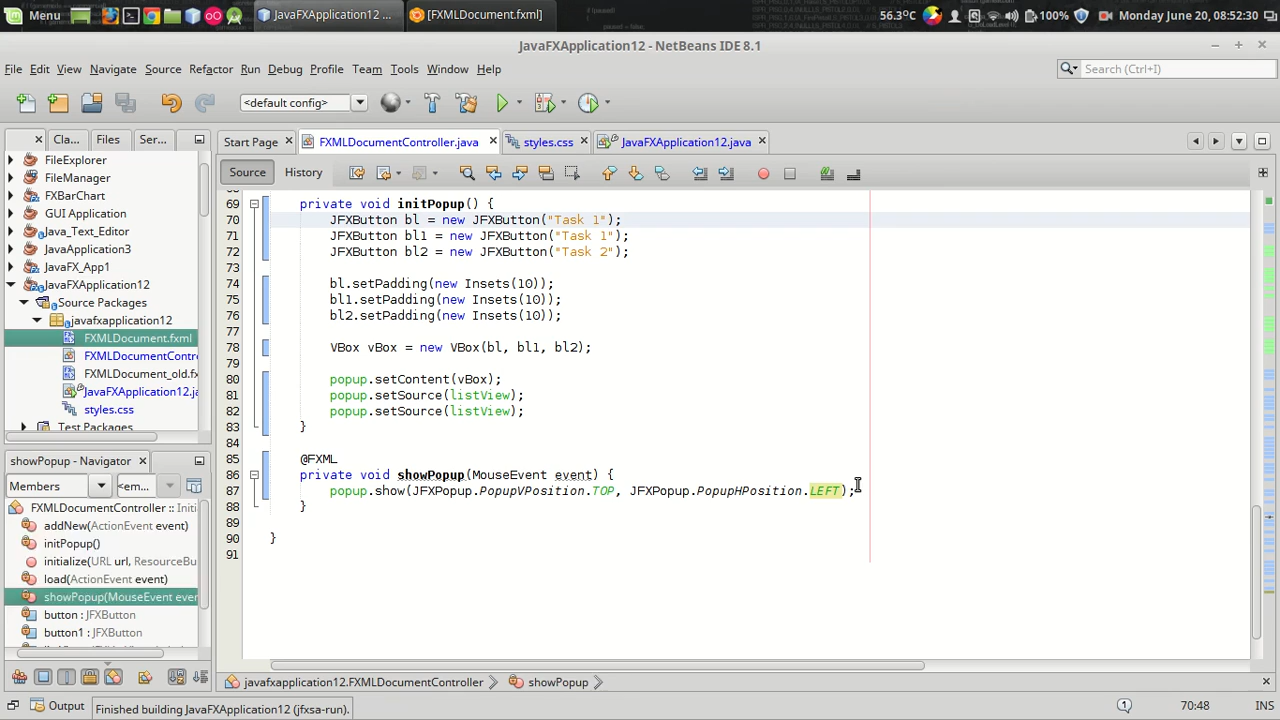 Menu
JavaFXApplication12 ...
[FXMLDocument.fxml]
56.3°C
100%
Monday June 20, 08:22:30
JavaFXApplication12 - NetBeans IDE 8.1
File Edit View Navigate Source Refactor Run Debug Profile Team Tools Window Help
Search (Ctrl+I)
<default config>
Cla... Files Ser...
Start Page FXMLDocumentController.java styles.css JavaFXApplication12.java
Source History
FileExplorer
FileManager
FXBarChart
GUI Application
Java_Text_Editor
JavaApplication3
JavaFX_App1
JavaFXApplication12
Source Packages
javafxapplication12
FXMLDocument.fxml
FXMLDocumentContr
FXMLDocument_old.fx
JavaFXApplication12.ja
styles.css
Test Packages
69 private void initPopup() {
70 JFXButton bl = new JFXButton("Task 1");
71 JFXButton bl1 = new JFXButton("Task 1");
72 JFXButton bl2 = new JFXButton("Task 2");
73
74 bl.setPadding(new Insets(10));
75 bl1.setPadding(new Insets(10));
76 bl2.setPadding(new Insets(10));
77
78 VBox vBox = new VBox(bl, bl1, bl2);
79
80 popup.setContent(vBox);
81 popup.setSource(listView);
82 popup.setSource(listView);
83 }
84
85 @FXML
86 private void showPopup(MouseEvent event) {
87 popup.show(JFXPopup.PopupVPosition.TOP, JFXPopup.PopupHPosition.LEFT);
88 }
89
90 }
91
showPopup - Navigator
Members <em...
FXMLDocumentController ::
addNew(ActionEvent event)
initPopup()
initialize(URL url, ResourceBu
load(ActionEvent event)
showPopup(MouseEvent ever
button : JFXButton
button1 : JFXButton
javafxapplication12.FXMLDocumentController showPopup
Output
Finished building JavaFXApplication12 (jfxsa-run).
1
70:48
INS